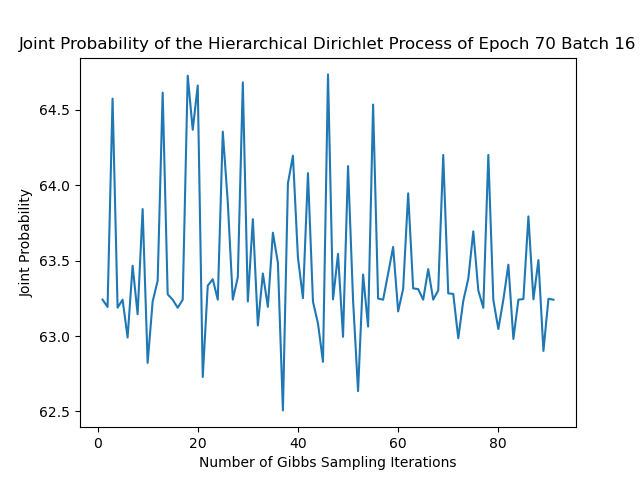 Joint Probability of the Hierarchical Dirichlet Process of Epoch 70 Batch 16
64.5
64.0
63.5
63.0
62.5
Joint Probability
0 20 40 60 80
Number of Gibbs Sampling Iterations